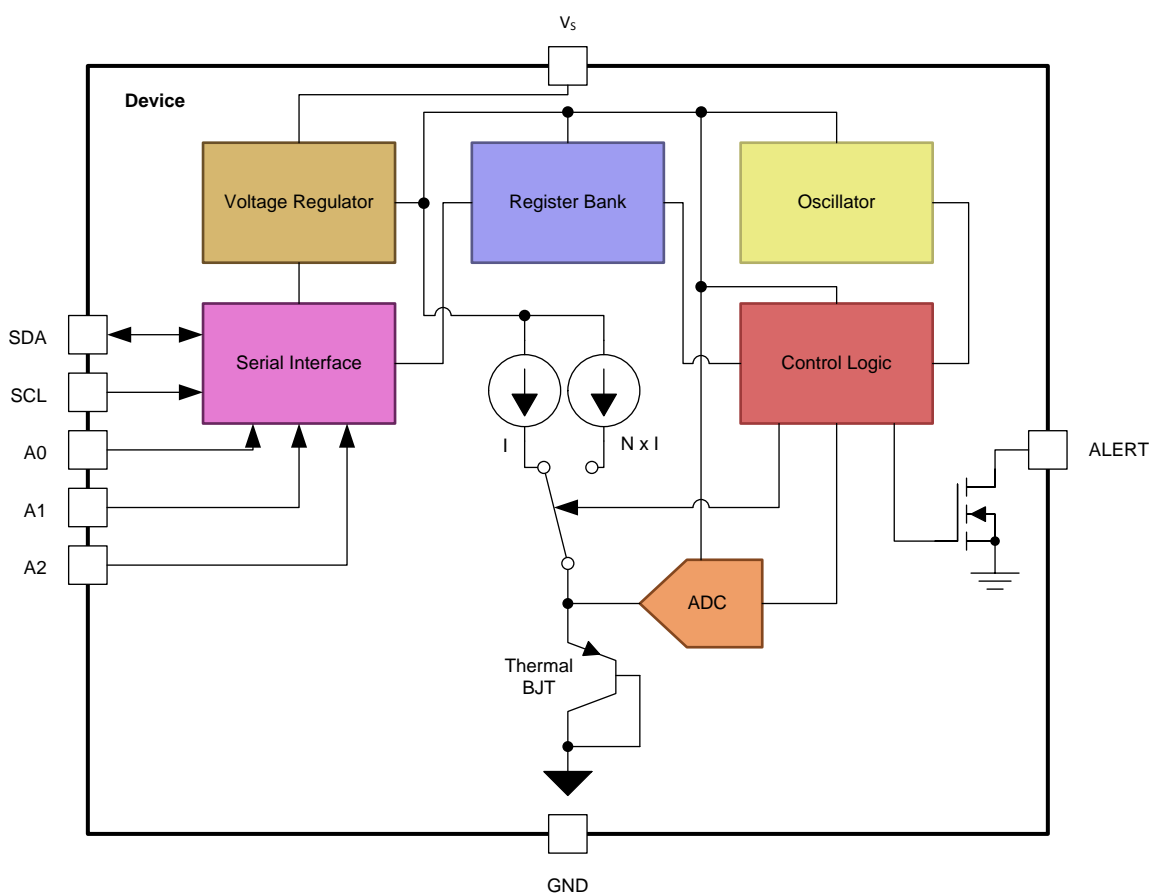 VS
Device
Voltage Regulator
Register Bank
Oscillator
SDA
Serial Interface
Control Logic
SCL
I
N x I
A0
ALERT
A1
A2
ADC
Thermal
BJT
GND